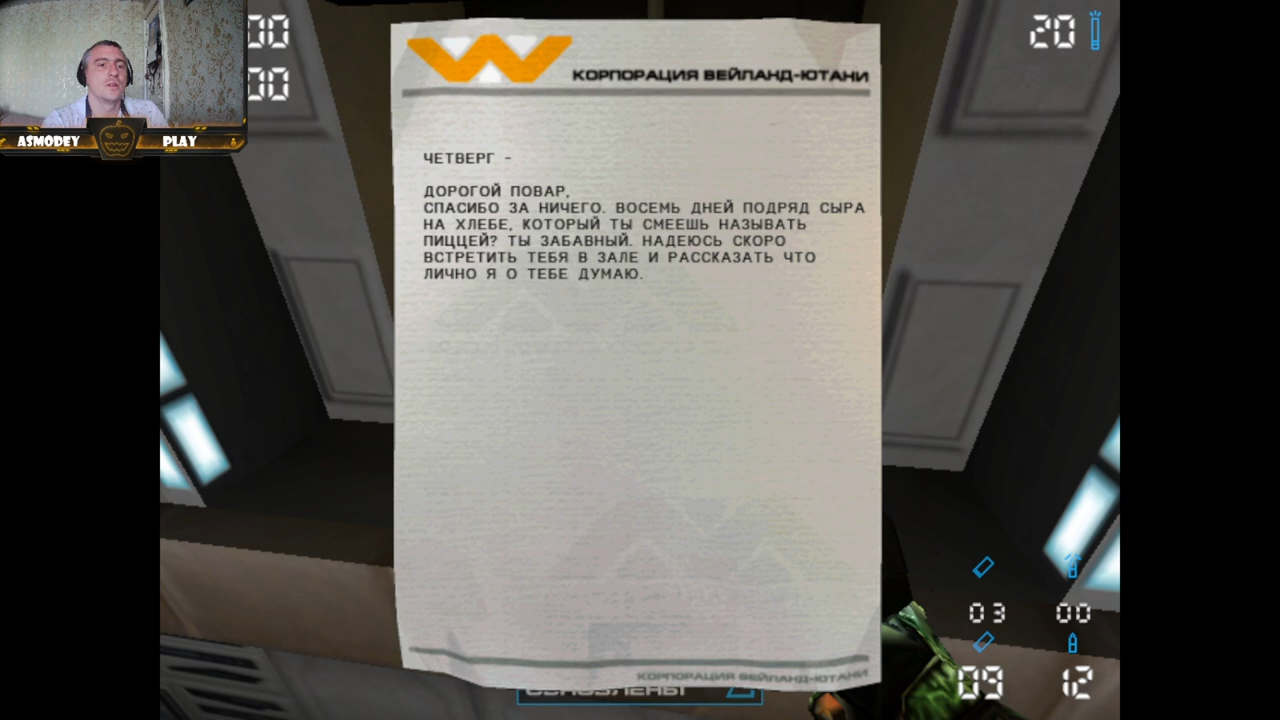 00
00
20
ASMODEY PLAY
КОРПОРАЦИЯ ВЕЙЛАНД-ЮТАНИ
ЧЕТВЕРГ -
ДОРОГОЙ ПОВАР,
СПАСИБО ЗА НИЧЕГО. ВОСЕМЬ ДНЕЙ ПОДРЯД СЫРА
НА ХЛЕБЕ, КОТОРЫЙ ТЫ СМЕЕШЬ НАЗЫВАТЬ
ПИЦЦЕЙ? ТЫ ЗАБАВНЫЙ. НАДЕЮСЬ СКОРО
ВСТРЕТИТЬ ТЕБЯ В ЗАЛЕ И РАССКАЗАТЬ ЧТО
ЛИЧНО Я О ТЕБЕ ДУМАЮ.
03 00
09 12
КОРПОРАЦИЯ ВЕЙЛАНД-ЮТАНИ